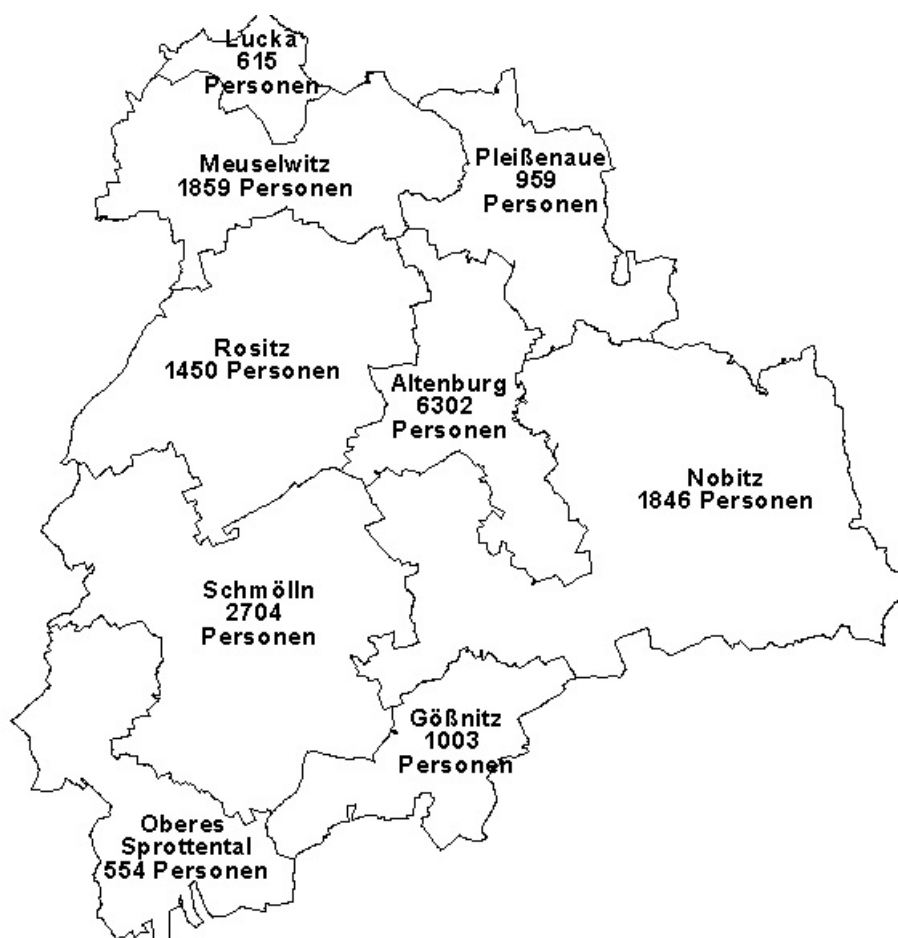 Lucka
615
Personen
Meuselwitz
1859 Personen
Pleißenaue
959
Personen
Rositz
1450 Personen
Altenburg
6302
Personen
Nobitz
1846 Personen
Schmölln
2704
Personen
Gößnitz
1003
Personen
Oberes
Sprottental
554 Personen